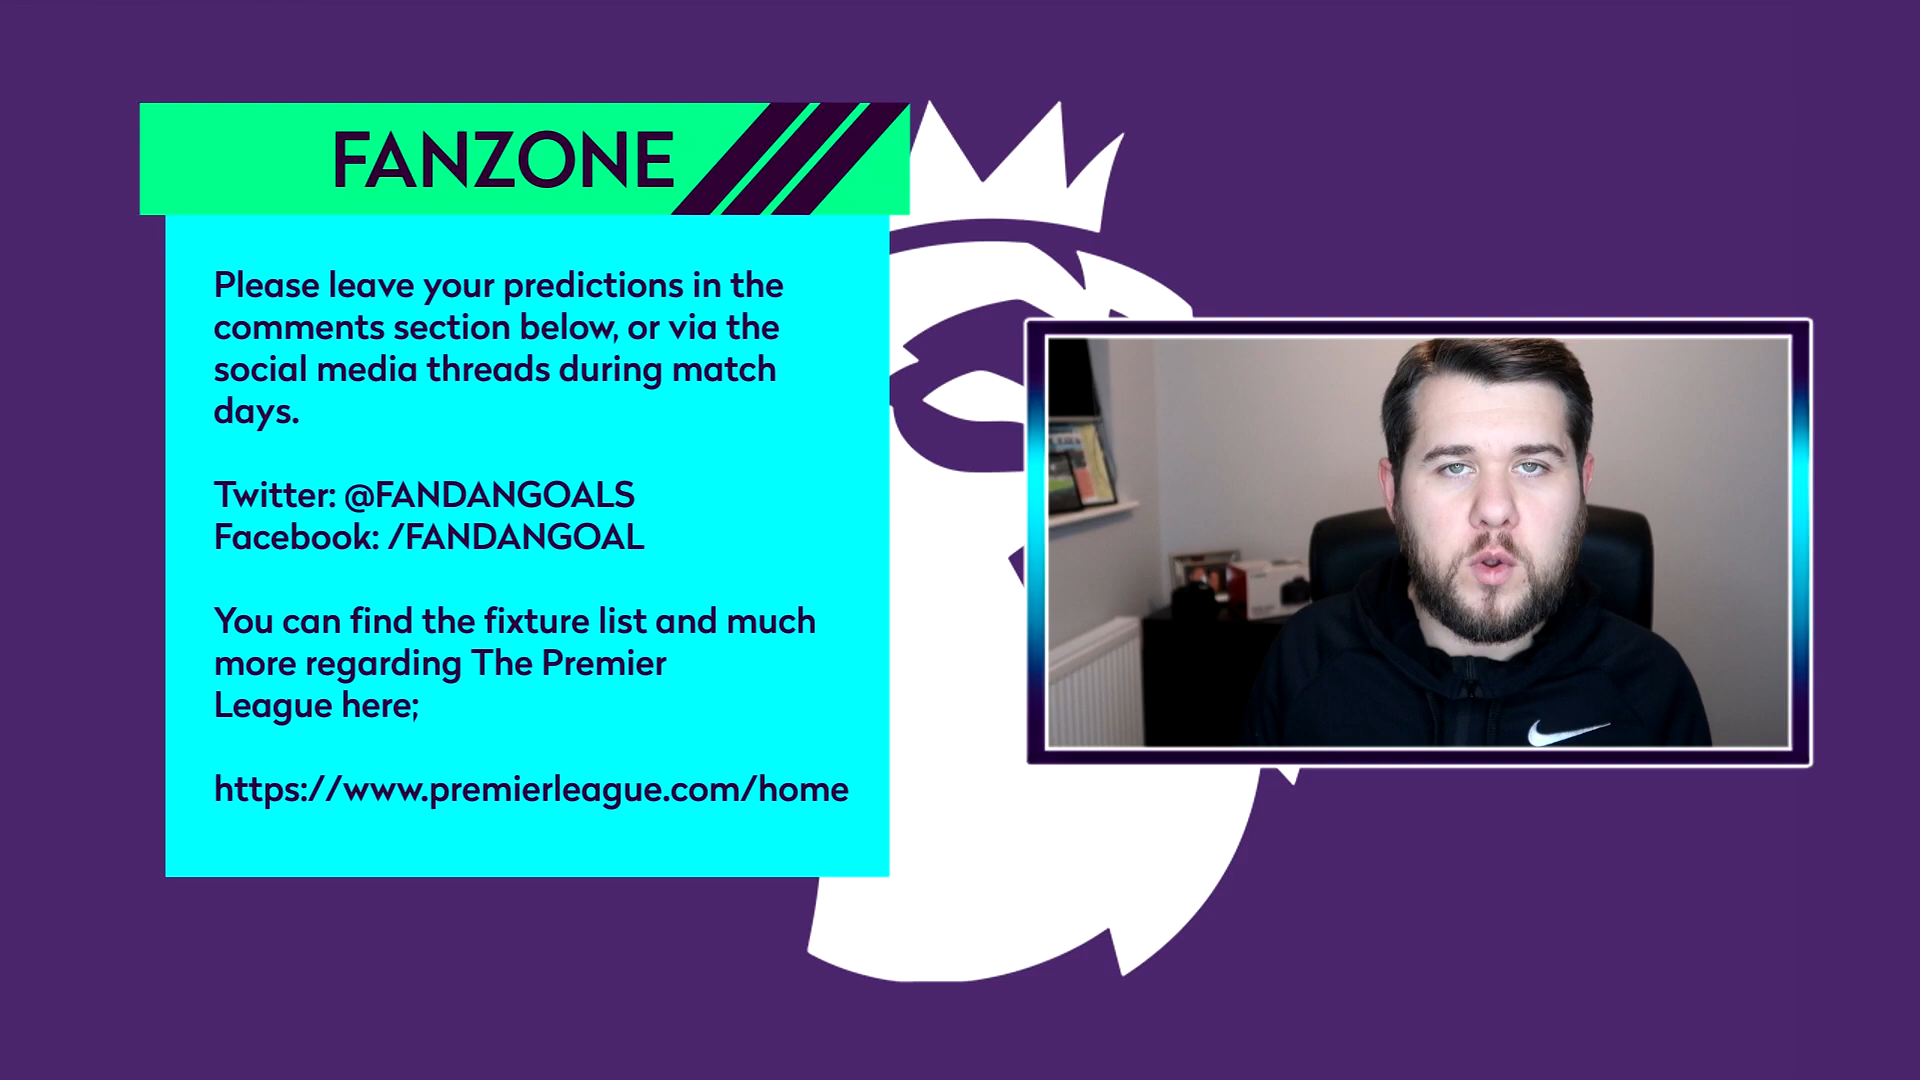 FANZONE
Please leave your predictions in the
comments section below, or via the
social media threads during match
days.
Twitter: @FANDANGOALS
Facebook: /FANDANGOAL
You can find the fixture list and much
more regarding The Premier
League here;
https://www.premierleague.com/home